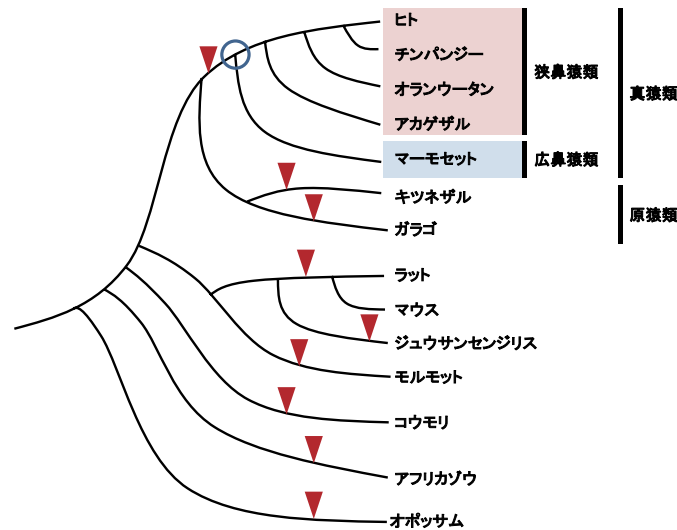 ヒト
チンパンジー
オランウータン
アカゲザル
狭鼻猿類
真猿類
マーモセット
広鼻猿類
キツネザル
ガラゴ
原猿類
ラット
マウス
ジュウサンセンジリス
モルモット
コウモリ
アフリカゾウ
オポッサム